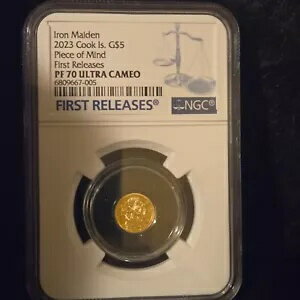 Iron Maiden
2023 Cook Is. G$5
Piece of Mind
First Releases
PF 70 ULTRA CAMEO
6809667-005
FIRST RELEASES®
NGC®